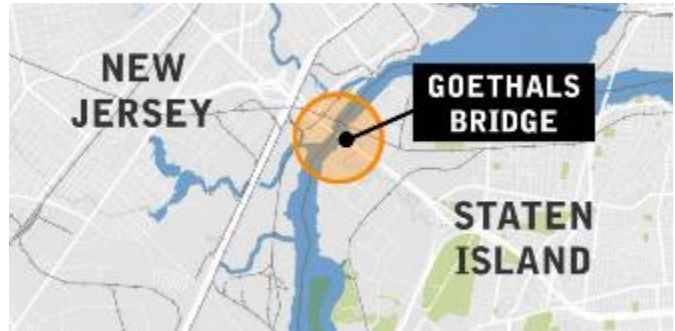 NEW
JERSEY
GOETHALS
BRIDGE
STATEN
ISLAND